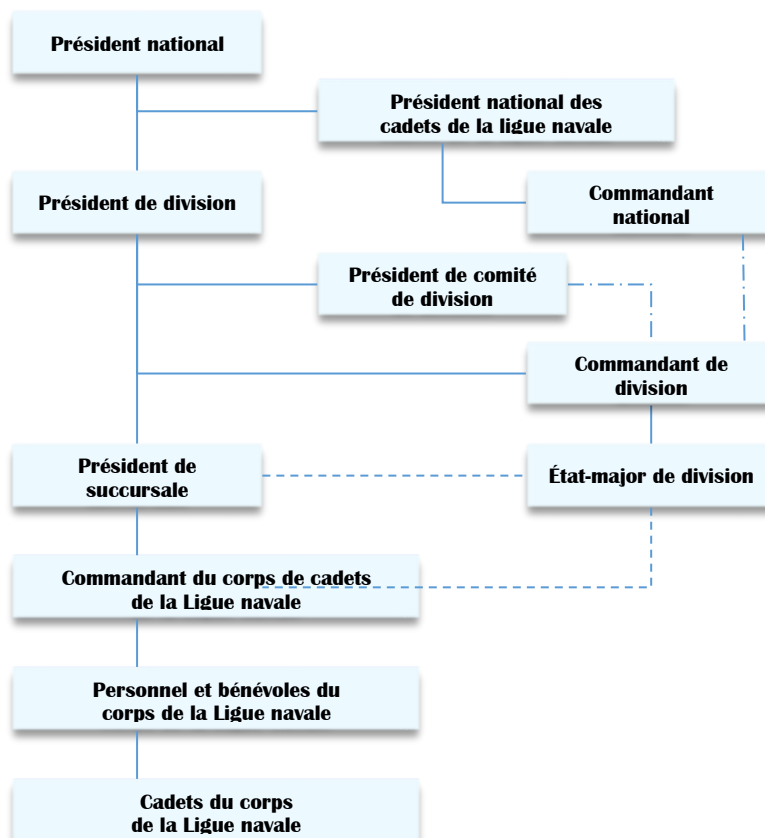 Président national
Président national des
cadets de la ligue navale
Président de division
Commandant
national
Président de comité
de division
Commandant de
division
Président de
succursale
État-major de division
Commandant du corps de cadets
de la Ligue navale
Personnel et bénévoles du
corps de la Ligue navale
Cadets du corps
de la Ligue navale